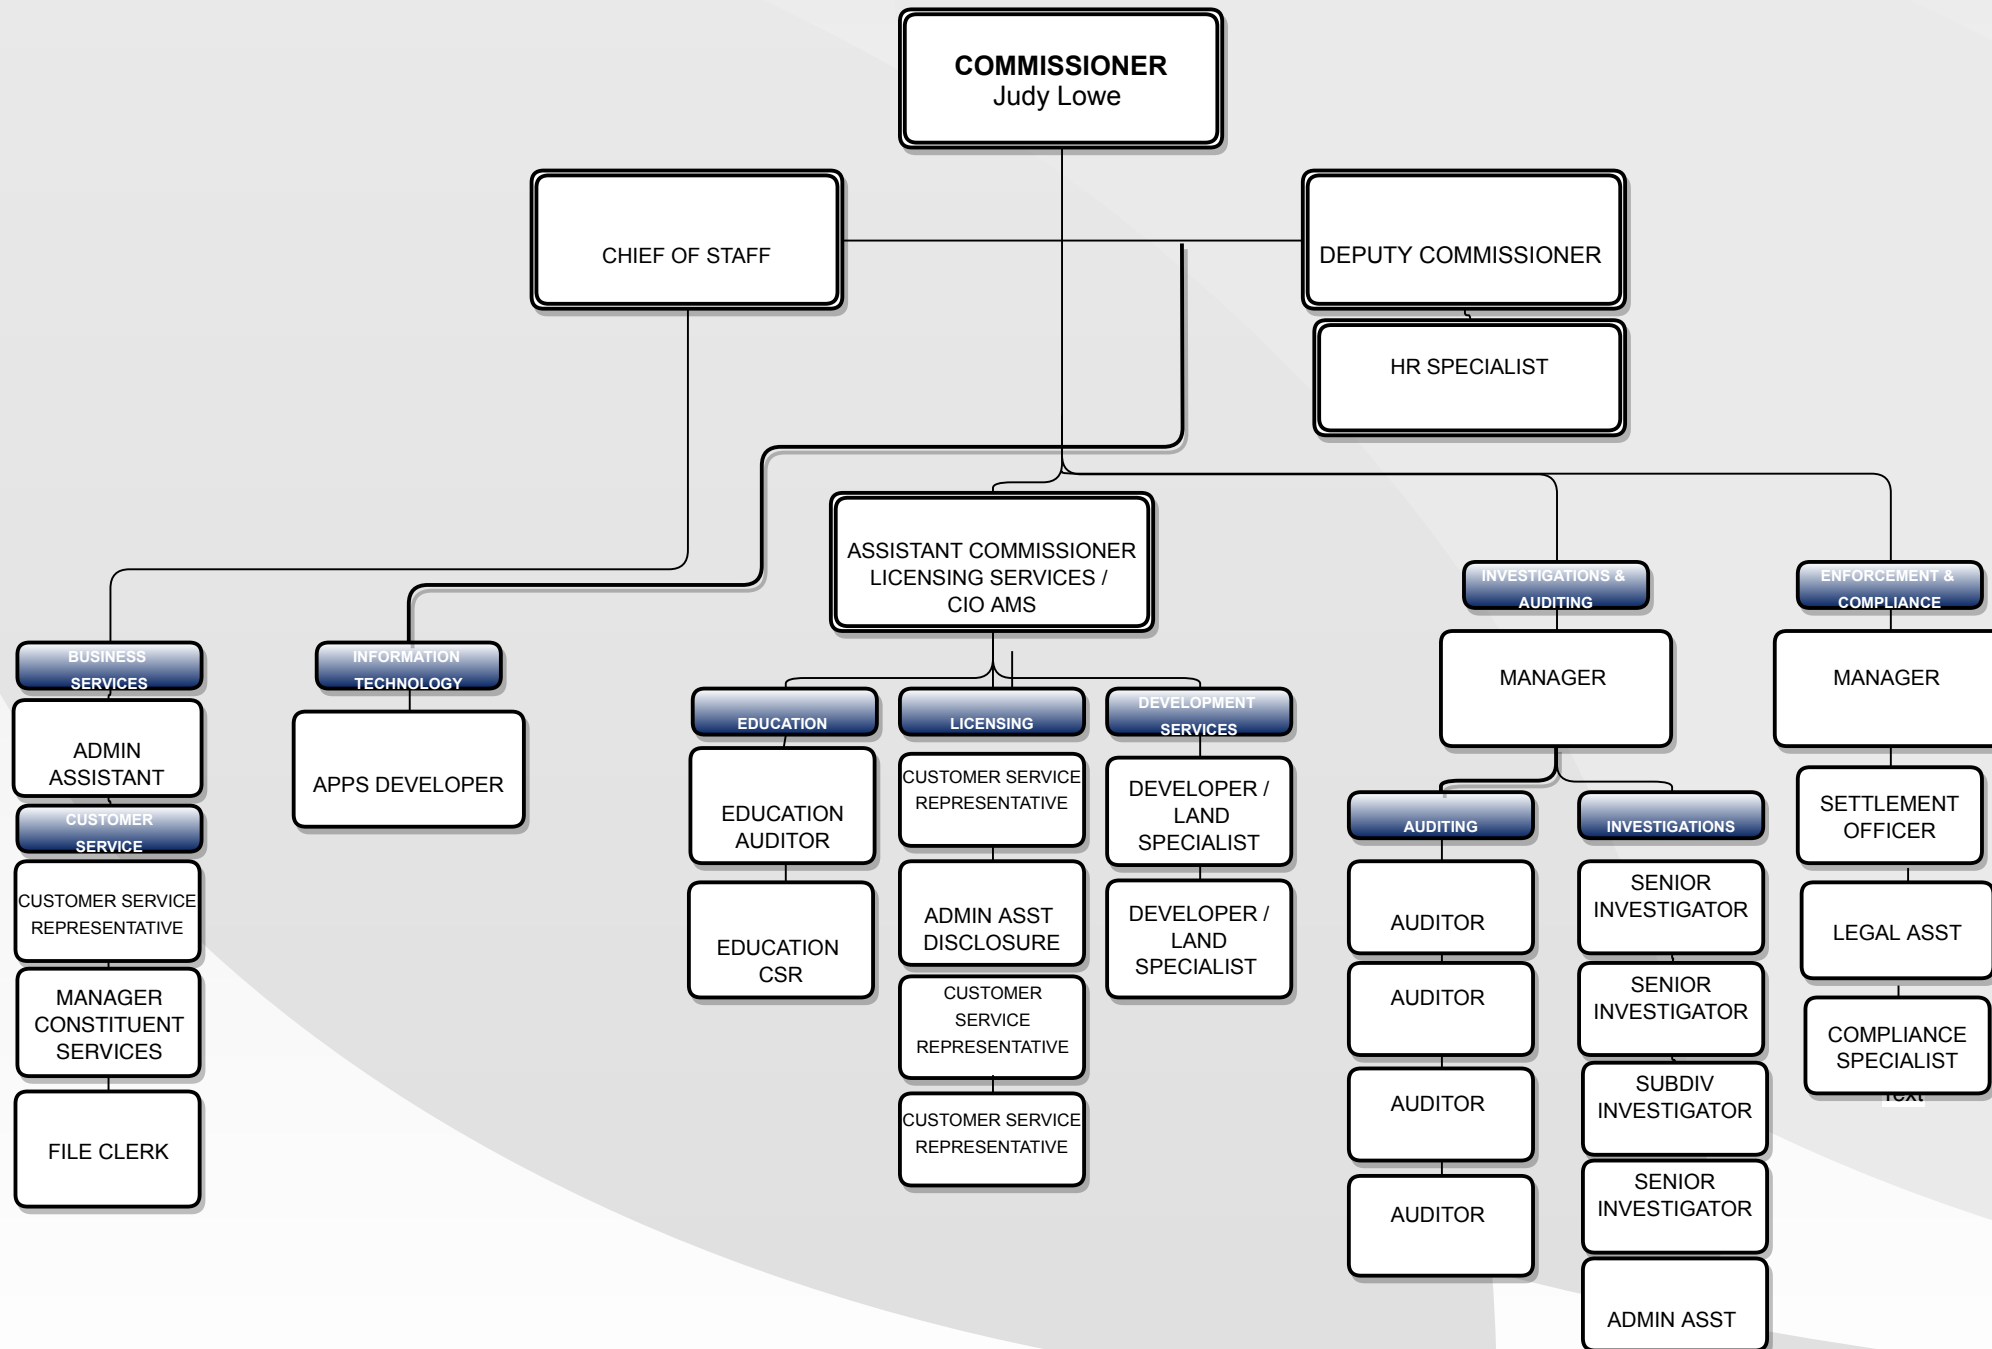 COMMISSIONER
Judy Lowe
CHIEF OF STAFF
DEPUTY COMMISSIONER
HR SPECIALIST
ASSISTANT COMMISSIONER
LICENSING SERVICES /
CIO AMS
BUSINESS
SERVICES
ADMIN
ASSISTANT
CUSTOMER
SERVICE
CUSTOMER SERVICE
REPRESENTATIVE
MANAGER
CONSTITUENT
SERVICES
FILE CLERK
INFORMATION
TECHNOLOGY
APPS DEVELOPER
EDUCATION
EDUCATION
AUDITOR
EDUCATION
CSR
LICENSING
CUSTOMER SERVICE
REPRESENTATIVE
ADMIN ASST
DISCLOSURE
CUSTOMER
SERVICE
REPRESENTATIVE
CUSTOMER SERVICE
REPRESENTATIVE
DEVELOPMENT
SERVICES
DEVELOPER /
LAND
SPECIALIST
DEVELOPER /
LAND
SPECIALIST
INVESTIGATIONS &
AUDITING
MANAGER
AUDITING
AUDITOR
AUDITOR
AUDITOR
AUDITOR
INVESTIGATIONS
SENIOR
INVESTIGATOR
SENIOR
INVESTIGATOR
SUBDIV
INVESTIGATOR
SENIOR
INVESTIGATOR
ADMIN ASST
ENFORCEMENT &
COMPLIANCE
MANAGER
SETTLEMENT
OFFICER
LEGAL ASST
COMPLIANCE
SPECIALIST
Text